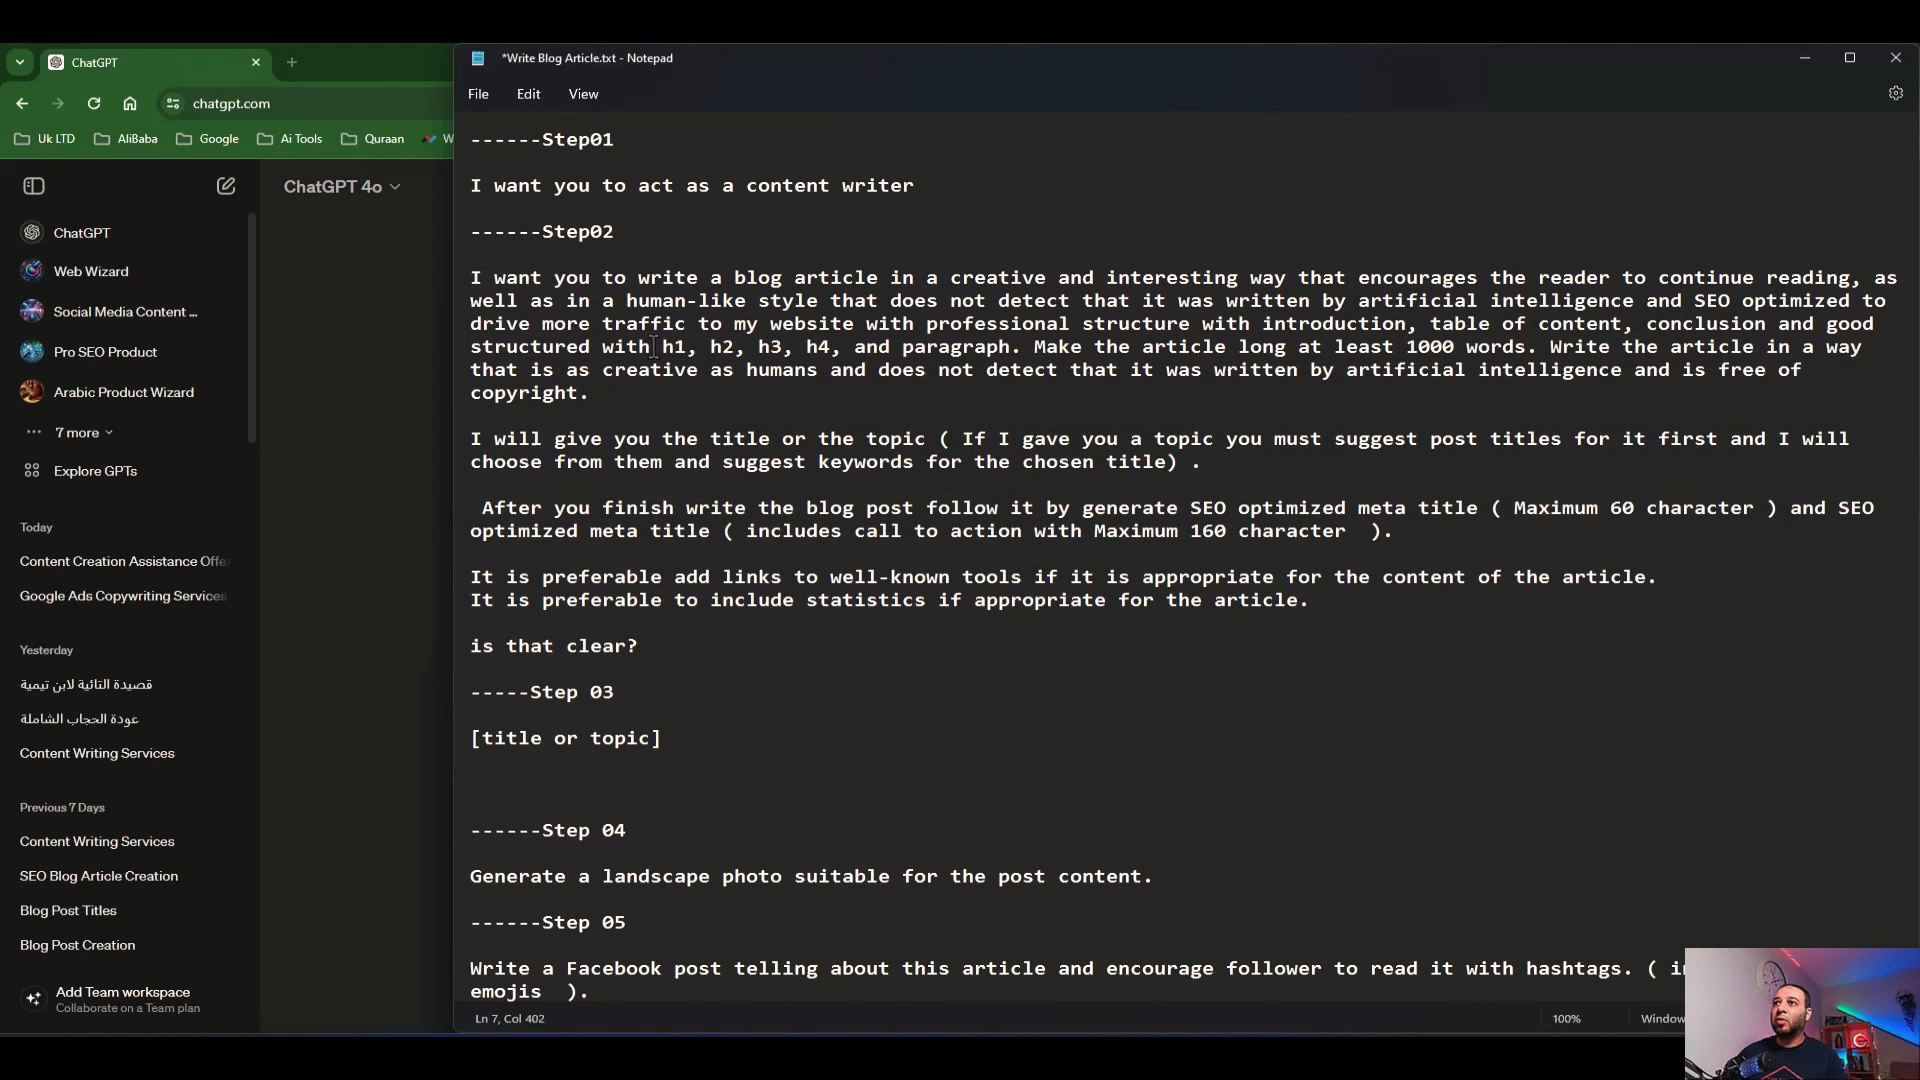 ChatGPT
*Write Blog Article.txt - Notepad
File Edit View
chatgpt.com
Uk LTD AliBaba Google Ai Tools Quraan W
ChatGPT 4o
ChatGPT
Web Wizard
Social Media Content ...
Pro SEO Product
Arabic Product Wizard
7 more
Explore GPTs
Today
Content Creation Assistance Offe
Google Ads Copywriting Services
Yesterday
قصيدة التائية لابن تيمية
عودة الحجاب الشاملة
Content Writing Services
Previous 7 Days
Content Writing Services
SEO Blog Article Creation
Blog Post Titles
Blog Post Creation
Add Team workspace
Collaborate on a Team plan
------Step01
I want you to act as a content writer
------Step02
I want you to write a blog article in a creative and interesting way that encourages the reader to continue reading, as
well as in a human-like style that does not detect that it was written by artificial intelligence and SEO optimized to
drive more traffic to my website with professional structure with introduction, table of content, conclusion and good
structured with h1, h2, h3, h4, and paragraph. Make the article long at least 1000 words. Write the article in a way
that is as creative as humans and does not detect that it was written by artificial intelligence and is free of
copyright.
I will give you the title or the topic ( If I gave you a topic you must suggest post titles for it first and I will
choose from them and suggest keywords for the chosen title) .
After you finish write the blog post follow it by generate SEO optimized meta title ( Maximum 60 character ) and SEO
optimized meta title ( includes call to action with Maximum 160 character  ).
It is preferable add links to well-known tools if it is appropriate for the content of the article.
It is preferable to include statistics if appropriate for the article.
is that clear?
-----Step 03
[title or topic]
------Step 04
Generate a landscape photo suitable for the post content.
------Step 05
Write a Facebook post telling about this article and encourage follower to read it with hashtags. ( i
emojis  ).
Ln 7, Col 402
100%
Window